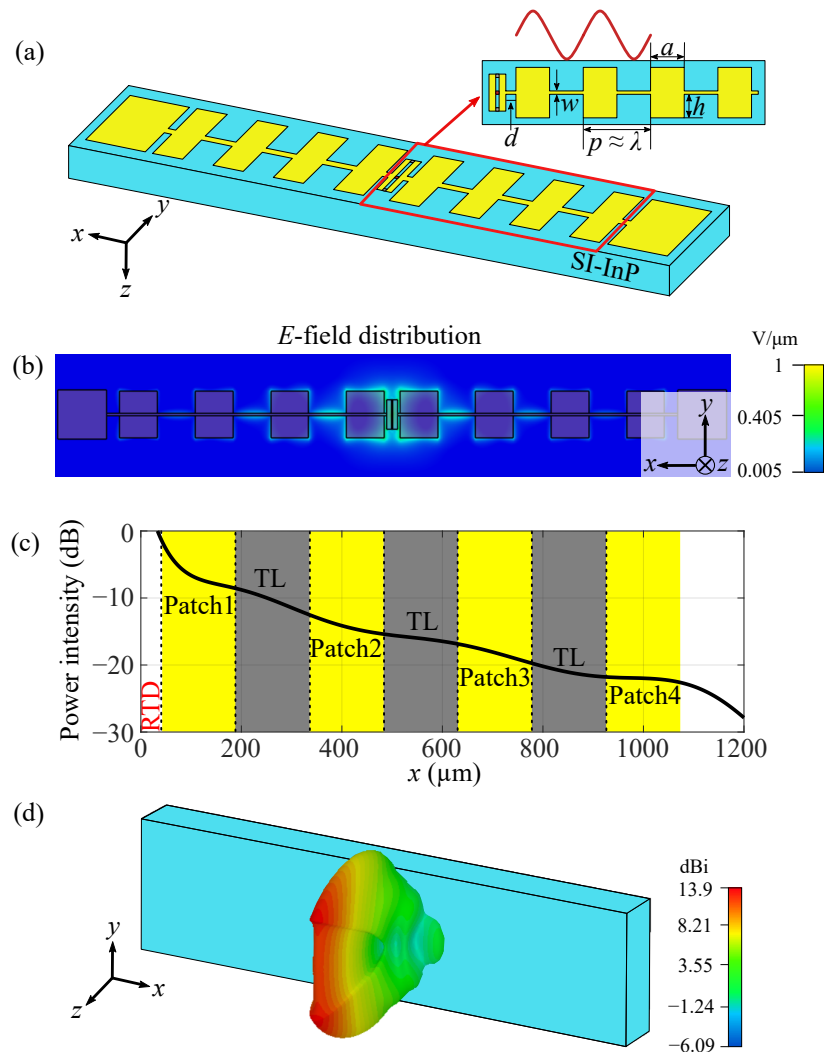 (a)
a
w
h
d
p ≈ λ
x
y
z
SI-InP
E-field distribution
(b)
V/μm
1
0.405
0.005
y
x
z
(c)
Power intensity (dB)
0
−10
−20
−30
RTD
Patch1
TL
Patch2
TL
Patch3
TL
Patch4
0
200
400
600
800
1000
1200
x (μm)
(d)
y
x
z
dBi
13.9
8.21
3.55
−1.24
−6.09